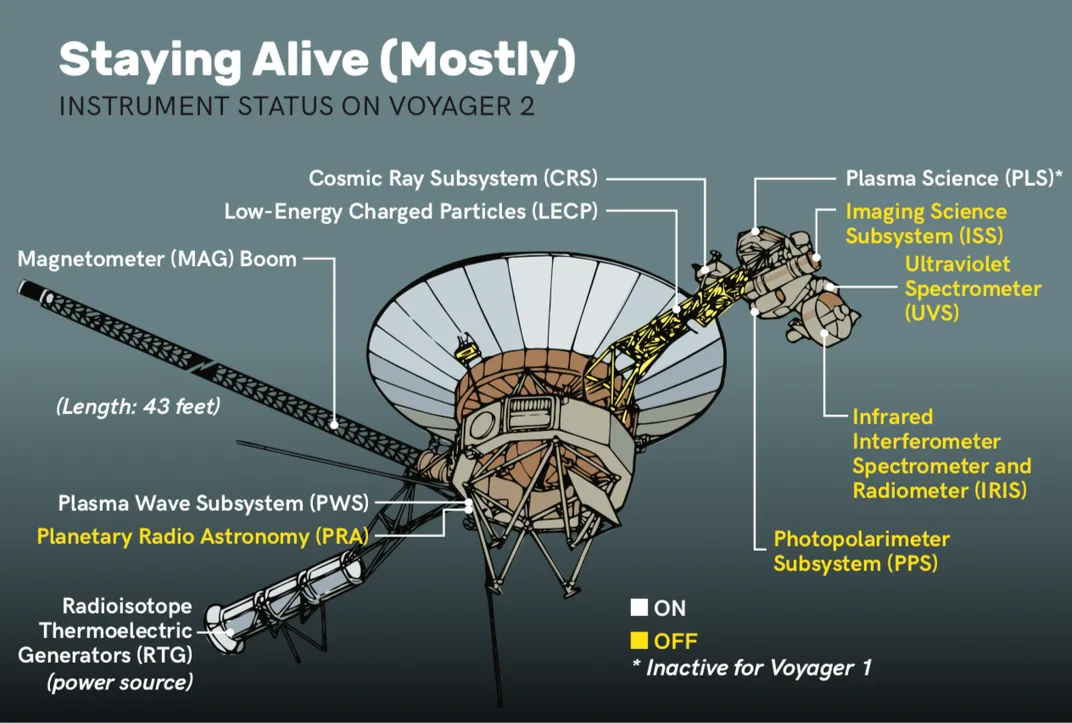 Staying Alive (Mostly)
INSTRUMENT STATUS ON VOYAGER 2
Cosmic Ray Subsystem (CRS)
Low-Energy Charged Particles (LECP)
Magnetometer (MAG) Boom
(Length: 43 feet)
Plasma Wave Subsystem (PWS)
Planetary Radio Astronomy (PRA)
Radioisotope
Thermoelectric
Generators (RTG)
(power source)
Plasma Science (PLS)*
Imaging Science
Subsystem (ISS)
Ultraviolet
Spectrometer
(UVS)
Infrared
Interferometer
Spectrometer and
Radiometer (IRIS)
Photopolarimeter
Subsystem (PPS)
ON
OFF
* Inactive for Voyager 1